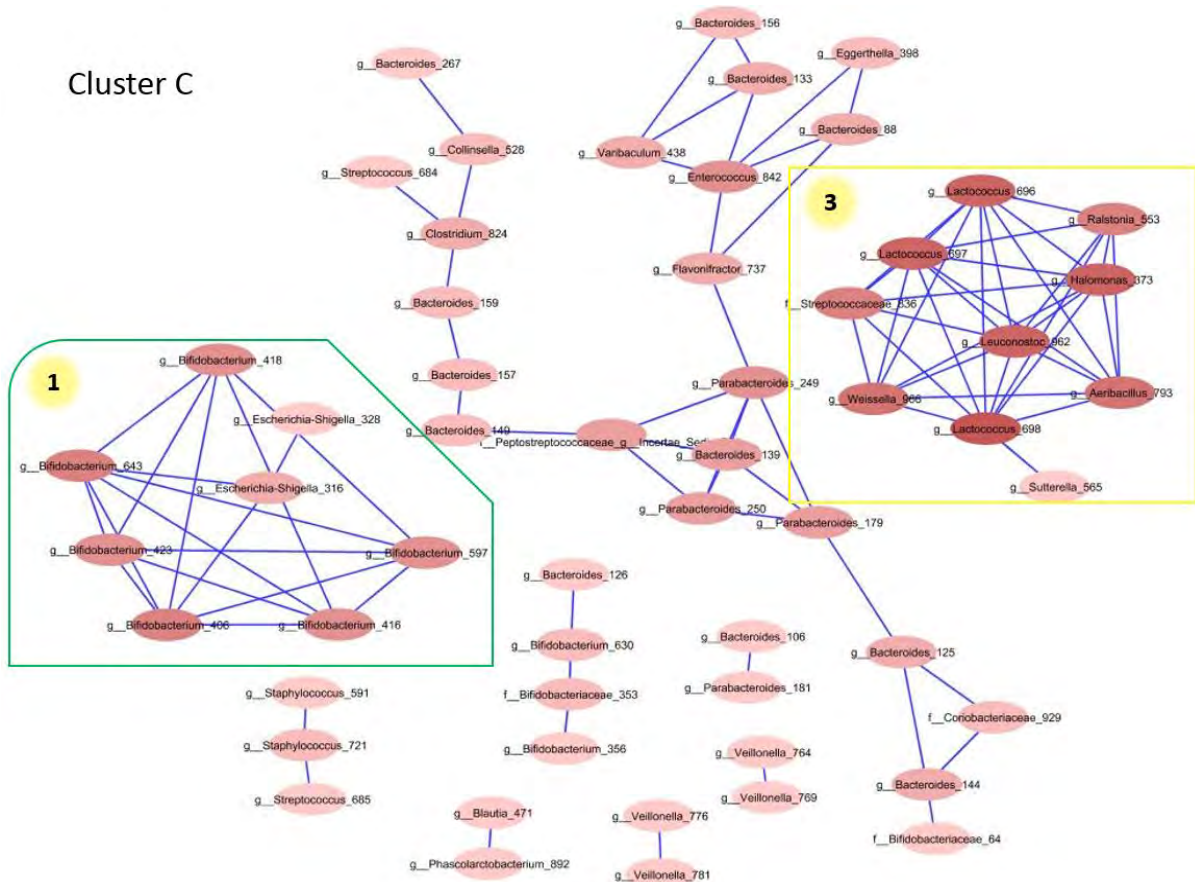 Cluster C
g__Bacteroides_156
g__Eggerthella_398
g__Bacteroides_267
g__Bacteroides_133
g__Bacteroides_88
g__Collinsella_528
g__Varibaculum_438
g__Streptococcus_684
g__Enterococcus_842
3
g__Lactococcus_696
g__Ralstonia_553
g__Clostridium_824
g__Lactococcus_697
g__Flavonifractor_737
g__Halomonas_373
g__Bacteroides_159
f__Streptococcaceae_836
g__Leuconostoc_962
1
g__Bifidobacterium_418
g__Bacteroides_157
g__Parabacteroides_249
g__Weissella_966
g__Aeribacillus_793
g__Escherichia-Shigella_328
g__Bacteroides_149
f__Peptostreptococcaceae_g__Incertae_Sedis
g__Lactococcus_698
g__Bacteroides_139
g__Bifidobacterium_643
g__Escherichia-Shigella_316
g__Sutterella_565
g__Parabacteroides_250
g__Parabacteroides_179
g__Bifidobacterium_423
g__Bifidobacterium_597
g__Bacteroides_126
g__Bifidobacterium_406
g__Bifidobacterium_416
g__Bacteroides_106
g__Bifidobacterium_630
g__Bacteroides_125
g__Parabacteroides_181
g__Staphylococcus_591
f__Bifidobacteriaceae_353
f__Coriobacteriaceae_929
g__Staphylococcus_721
g__Bifidobacterium_356
g__Veillonella_764
g__Bacteroides_144
g__Streptococcus_685
g__Veillonella_769
g__Blautia_471
g__Veillonella_776
f__Bifidobacteriaceae_64
g__Phascolarctobacterium_892
g__Veillonella_781